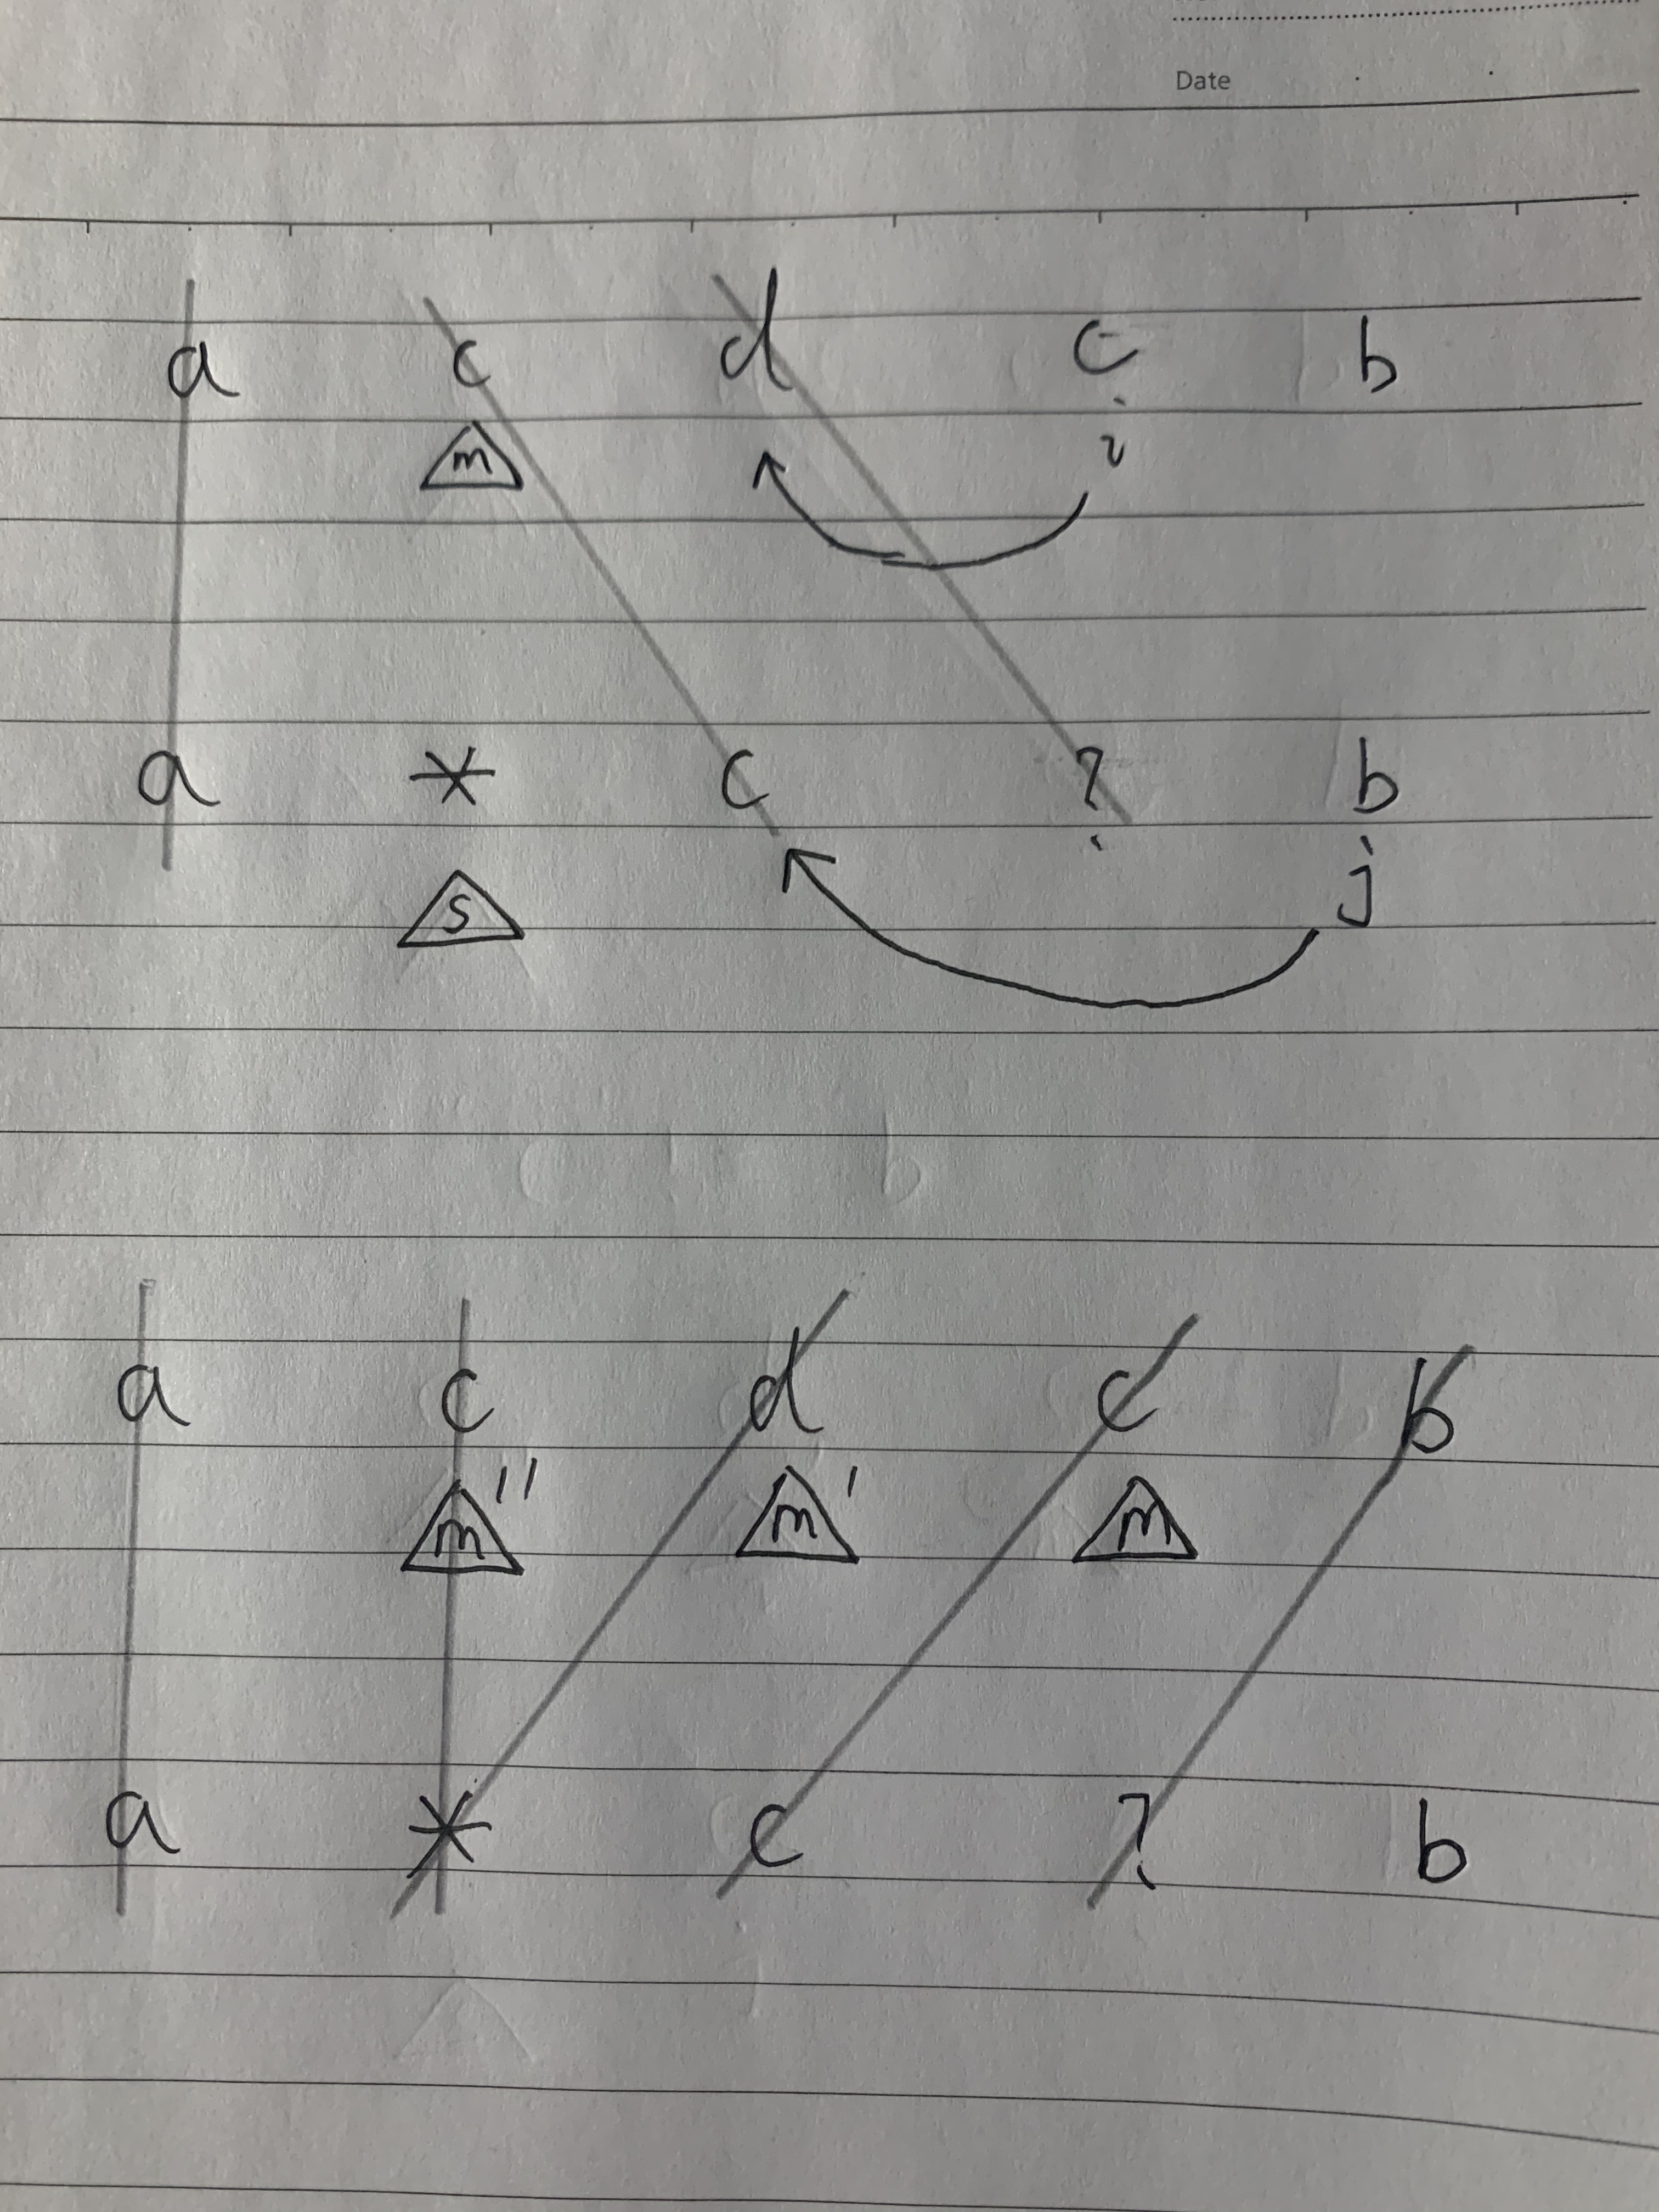 Date
a c d c b
m i
a * c ? b
s j
a c d c b
m'' m' m
a * c ? b